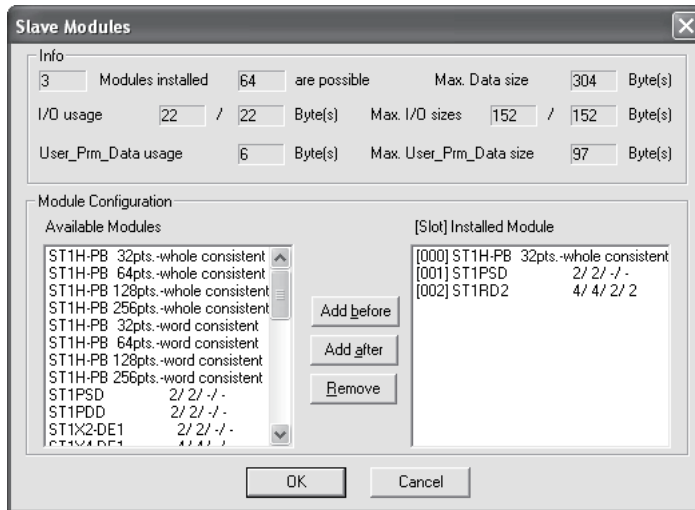 Slave Modules
Info
3 Modules installed 64 are possible Max. Data size 304 Byte(s)
I/O usage 22 / 22 Byte(s) Max. I/O sizes 152 / 152 Byte(s)
User_Prm_Data usage 6 Byte(s) Max. User_Prm_Data size 97 Byte(s)
Module Configuration
Available Modules
ST1H-PB 32pts.-whole consistent
ST1H-PB 64pts.-whole consistent
ST1H-PB 128pts.-whole consistent
ST1H-PB 256pts.-whole consistent
ST1H-PB 32pts.-word consistent
ST1H-PB 64pts.-word consistent
ST1H-PB 128pts.-word consistent
ST1H-PB 256pts.-word consistent
ST1PSD 2/ 2/ -/ -
ST1PDD 2/ 2/ -/ -
ST1X2-DE1 2/ 2/ -/ -
Add before
Add after
Remove
[Slot] Installed Module
[000] ST1H-PB 32pts.-whole consistent
[001] ST1PSD 2/ 2/ -/ -
[002] ST1RD2 4/ 4/ 2/ 2
OK Cancel